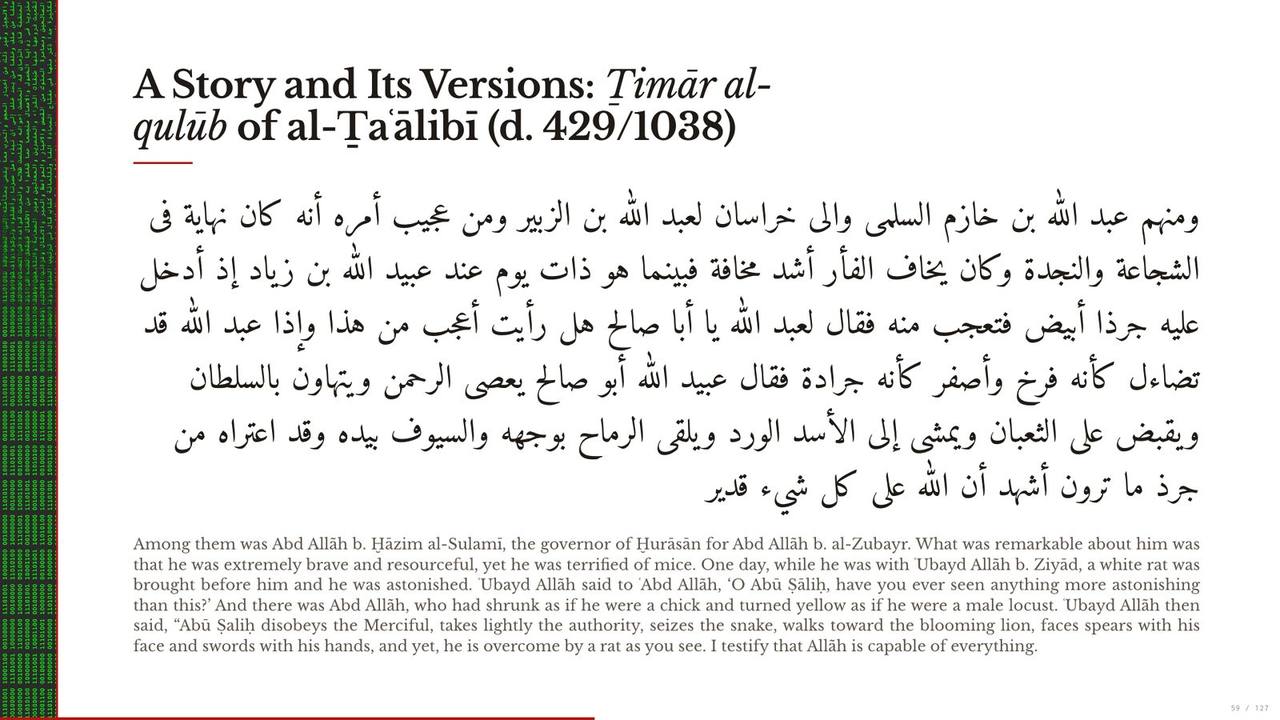 A Story and Its Versions: Ṯimār al-
qulūb of al-Ṯaʿālibī (d. 429/1038)
ومنهم عبد الله بن خازم السلمى والى خراسان لعبد الله بن الزبير ومن عجيب أمره أنه كان نهاية فى
الشجاعة والنجدة وكان يخاف الفأر أشد مخافة فبينما هو ذات يوم عند عبيد الله بن زياد إذ أدخل
عليه جرذا أبيض فتعجب منه فقال لعبد الله يا أبا صالح هل رأيت أعجب من هذا وإذا عبد الله قد
تضاءل كأنه فرخ وأصفر كأنه جرادة فقال عبيد الله أبو صالح يعصى الرحمن ويتهاون بالسلطان
ويقبض على الثعبان ويمشى إلى الأسد الورد ويلقى الرماح بوجهه والسيوف بيده وقد اعتراه من
جرذ ما ترون أشهد أن الله على كل شيء قدير
Among them was Abd Allāh b. Ḫāzim al-Sulamī, the governor of Ḫurāsān for Abd Allāh b. al-Zubayr. What was remarkable about him was
that he was extremely brave and resourceful, yet he was terrified of mice. One day, while he was with ʿUbayd Allāh b. Ziyād, a white rat was
brought before him and he was astonished. ʿUbayd Allāh said to ʿAbd Allāh, ‘O Abū Ṣāliḥ, have you ever seen anything more astonishing
than this?’ And there was Abd Allāh, who had shrunk as if he were a chick and turned yellow as if he were a male locust. ʿUbayd Allāh then
said, “Abū Ṣaliḥ disobeys the Merciful, takes lightly the authority, seizes the snake, walks toward the blooming lion, faces spears with his
face and swords with his hands, and yet, he is overcome by a rat as you see. I testify that Allāh is capable of everything.
59 / 127